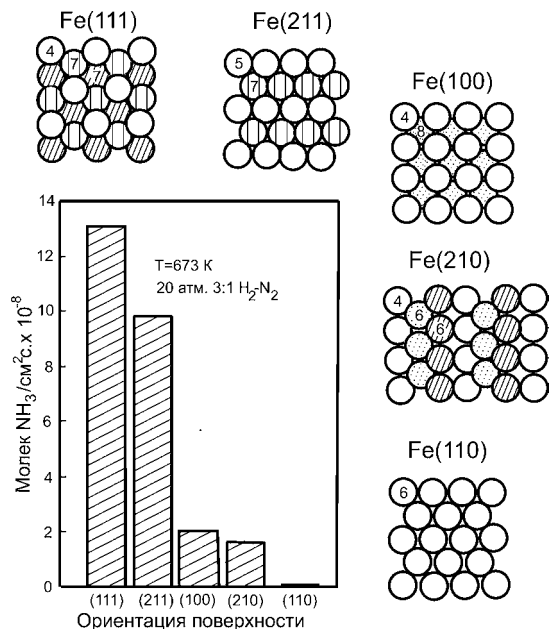 Fe(111)
4
7
7
Fe(211)
5
7
Fe(100)
4
8
Fe(210)
4
6
6
Fe(110)
6
14
12
10
8
6
4
2
0
Молек NH₃/см²с.х 10⁻⁸
T=673 К
20 атм. 3:1 H₂-N₂
(111) (211) (100) (210) (110)
Ориентация поверхности